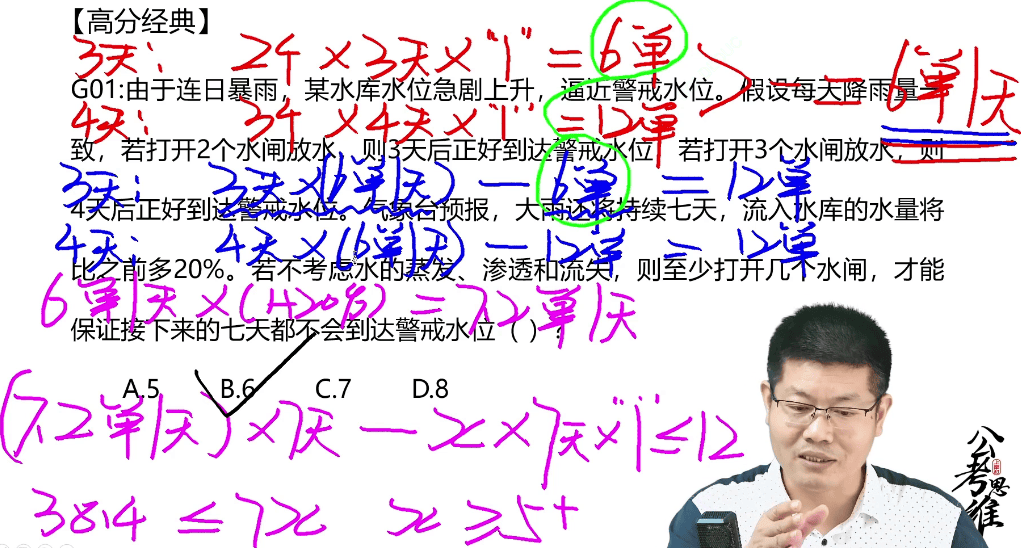 【高分经典】
3天: 2个×3天×"1"=6单
G01:由于连日暴雨，某水库水位急剧上升，逼近警戒水位。假设每天降雨量一
=6单/天
4天: 3个×4天×"1"=12单
致，若打开2个水闸放水，则3天后正好到达警戒水位，若打开3个水闸放水，则
3天: 3天×(6单/天)-6单=12单
4天后正好到达警戒水位。气象台预报，大雨还将持续七天，流入水库的水量将
4天: 4天×(6单/天)-12单=12单
比之前多20%。若不考虑水的蒸发、渗透和流失，则至少打开几个水闸，才能
6单/天×(1+20%)=7.2单/天
保证接下来的七天都不会到达警戒水位（ ）？
A.5 B.6 C.7 D.8
(7.2单/天)×7天-x×7天×"1"≤12
38.4≤7x x≥5+
公考思维